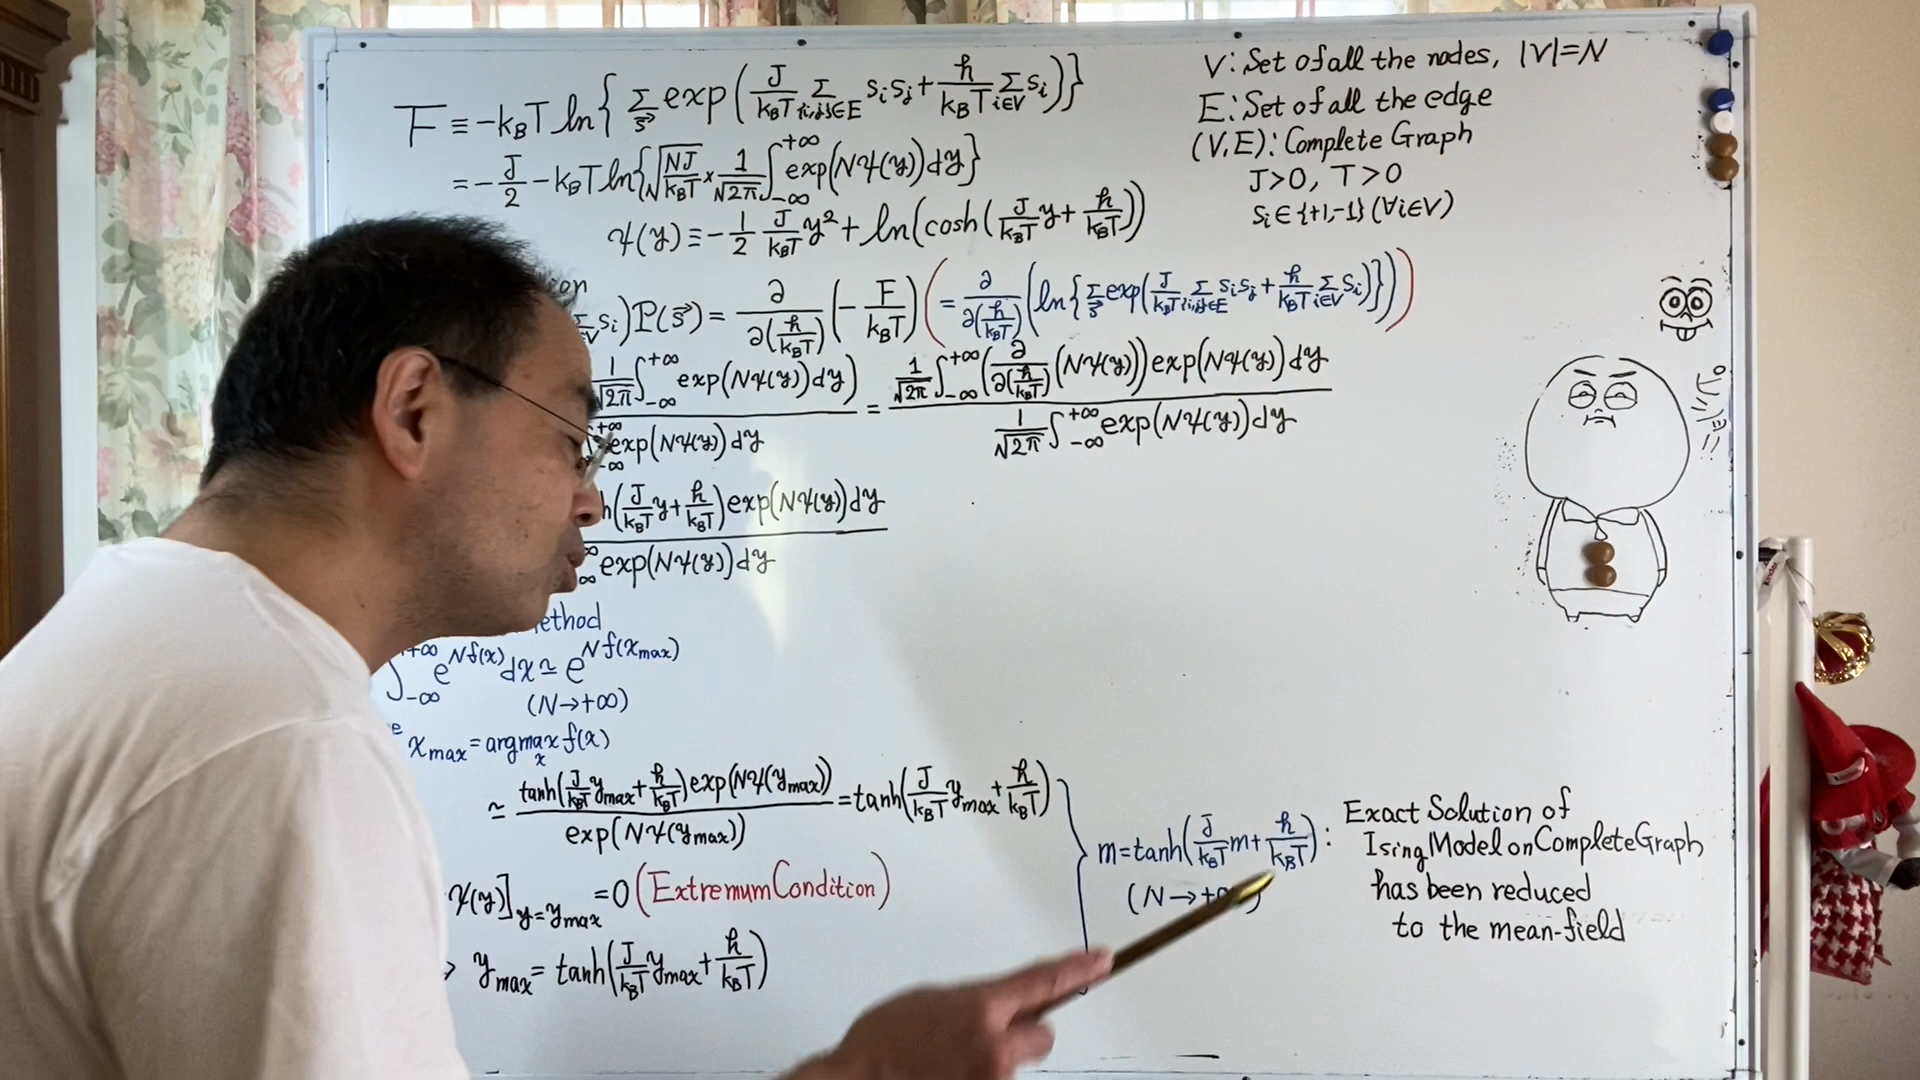 F ≡ -k_BT ln{ Σ_s⃗ exp( J/k_BT Σ_{i,j}∈E s_i s_j + h/k_BT Σ_i∈V s_i ) }
= -J/2 - k_BT ln{ √(NJ/k_BT) × 1/√2π ∫_-∞^+∞ exp(NΨ(y))dy }
Ψ(y) ≡ -1/2 J/k_BT y² + ln(cosh( J/k_BT y + h/k_BT ))
V: Set of all the nodes, |V|=N
E: Set of all the edge
(V,E): Complete Graph
J>0, T>0
s_i∈{+1,-1}(∀i∈V)
s_i)P(s⃗) = ∂/∂(h/k_BT) (-F/k_BT) ( = ∂/∂(h/k_BT) (ln{ Σ_s⃗ exp( J/k_BT Σ_{i,j}∈E s_i s_j + h/k_BT Σ_i∈V s_i ) }) )
1/√2π ∫_-∞^+∞ exp(NΨ(y))dy ) / exp(NΨ(y))dy = 1/√2π ∫_-∞^+∞ ( ∂/∂(h/k_BT) (NΨ(y)) ) exp(NΨ(y))dy / 1/√2π ∫_-∞^+∞ exp(NΨ(y))dy
( J/k_BT y + h/k_BT ) exp(NΨ(y))dy / exp(NΨ(y))dy
∫_-∞^+∞ e^Nf(x) dx ≃ e^Nf(x_max)
(N→+∞)
x_max = argmax_x f(x)
≃ tanh( J/k_BT y_max + h/k_BT ) exp(NΨ(y_max)) / exp(NΨ(y_max)) = tanh( J/k_BT y_max + h/k_BT )
Ψ(y)]_y=y_max = 0 (Extremum Condition)
y_max = tanh( J/k_BT y_max + h/k_BT )
m=tanh( J/k_BT m + h/k_BT ):
(N→+
Exact Solution of
Ising Model on Complete Graph
has been reduced
to the mean-field